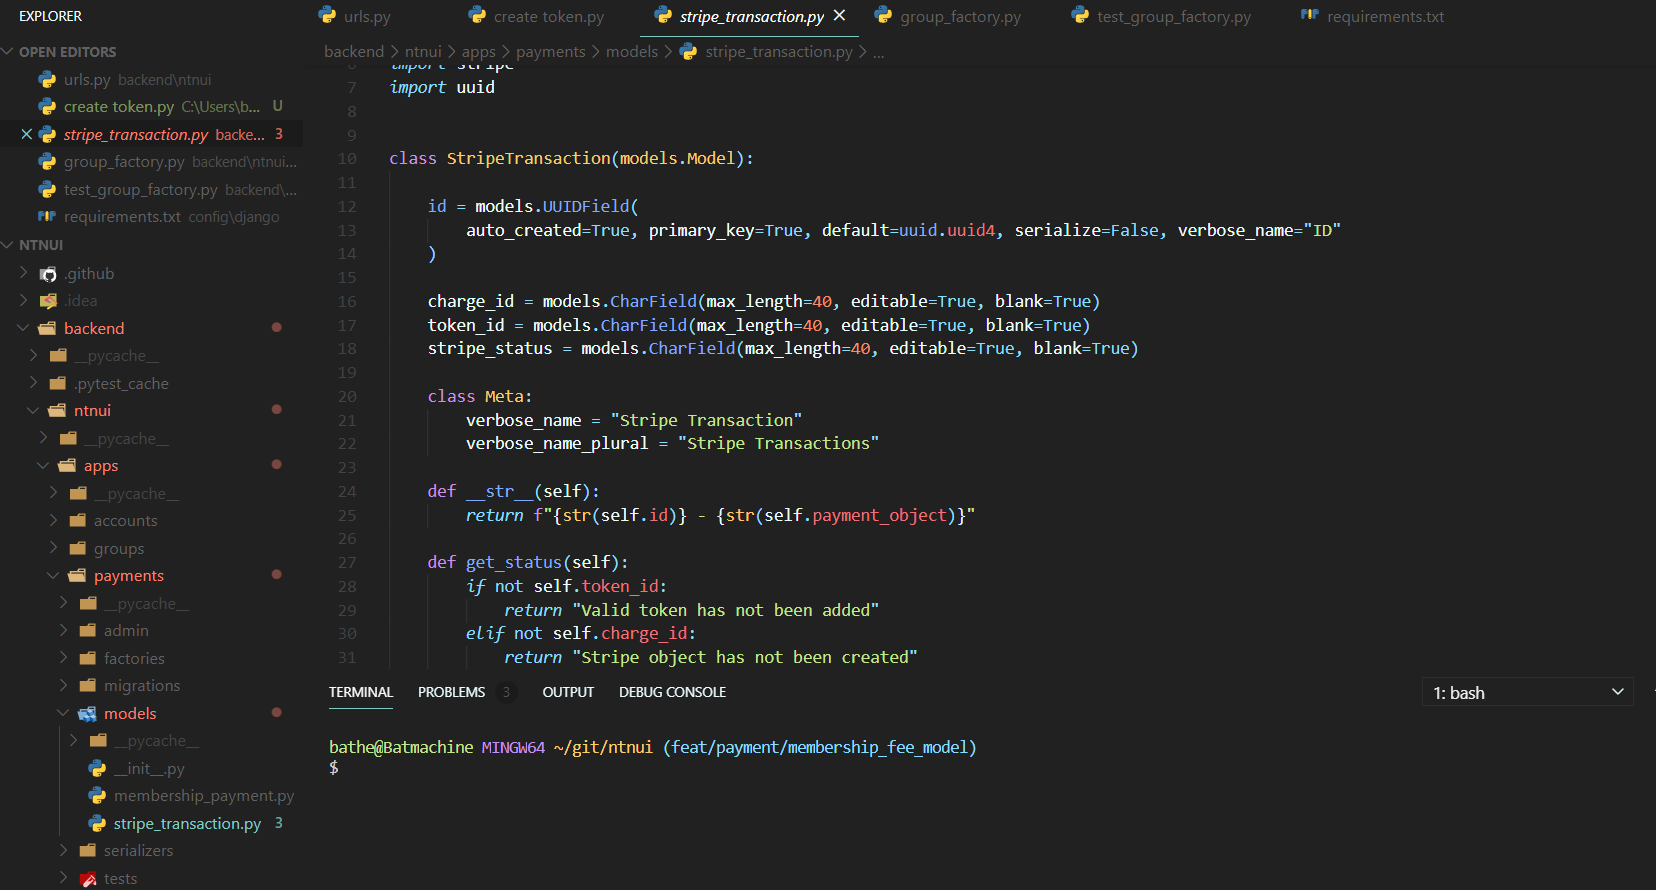 EXPLORER
OPEN EDITORS
urls.py backend\ntnui
create token.py C:\Users\b... U
stripe_transaction.py backe... 3
group_factory.py backend\ntnui...
test_group_factory.py backend\...
requirements.txt config\django
NTNUI
.github
.idea
backend
__pycache__
.pytest_cache
ntnui
__pycache__
apps
__pycache__
accounts
groups
payments
__pycache__
admin
factories
migrations
models
__pycache__
__init__.py
membership_payment.py
stripe_transaction.py 3
serializers
tests
urls.py
create token.py
stripe_transaction.py
group_factory.py
test_group_factory.py
requirements.txt
backend > ntnui > apps > payments > models > stripe_transaction.py > ...
6 import stripe
7 import uuid
8
9
10 class StripeTransaction(models.Model):
11
12 id = models.UUIDField(
13 auto_created=True, primary_key=True, default=uuid.uuid4, serialize=False, verbose_name="ID"
14 )
15
16 charge_id = models.CharField(max_length=40, editable=True, blank=True)
17 token_id = models.CharField(max_length=40, editable=True, blank=True)
18 stripe_status = models.CharField(max_length=40, editable=True, blank=True)
19
20 class Meta:
21 verbose_name = "Stripe Transaction"
22 verbose_name_plural = "Stripe Transactions"
23
24 def __str__(self):
25 return f"{str(self.id)} - {str(self.payment_object)}"
26
27 def get_status(self):
28 if not self.token_id:
29 return "Valid token has not been added"
30 elif not self.charge_id:
31 return "Stripe object has not been created"
TERMINAL PROBLEMS 3 OUTPUT DEBUG CONSOLE 1: bash
bathe@Batmachine MINGW64 ~/git/ntnui (feat/payment/membership_fee_model)
$